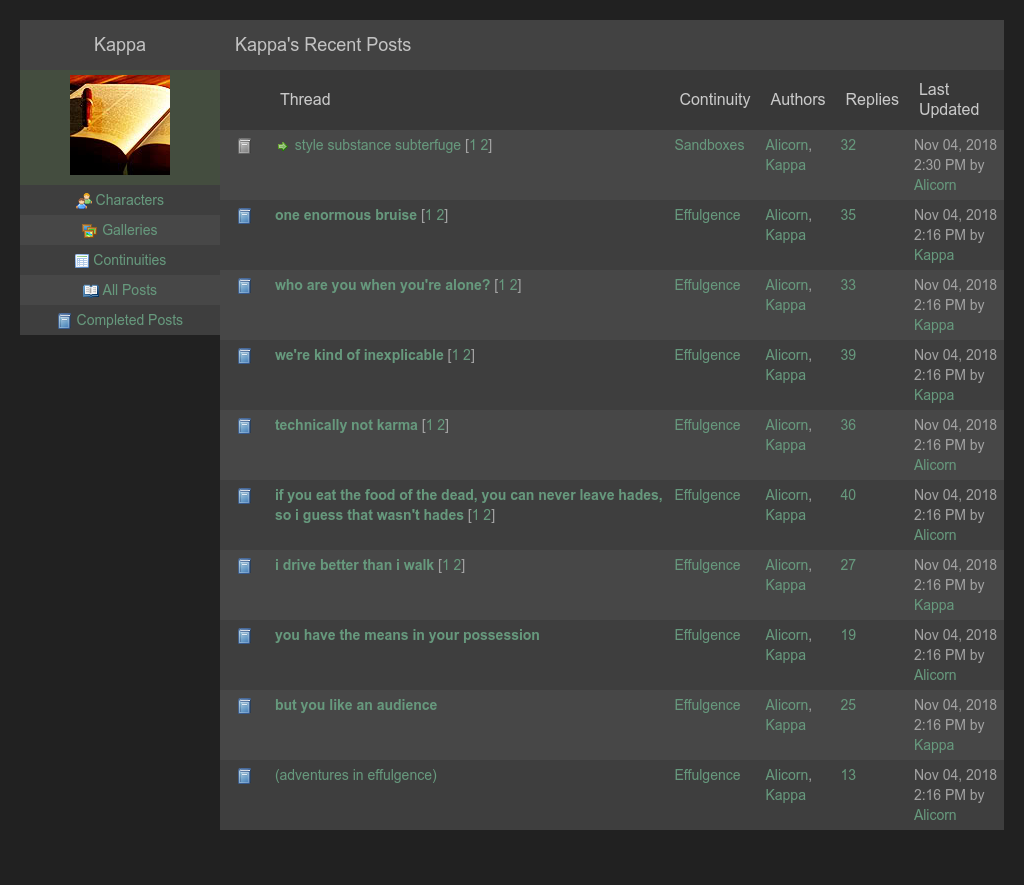 Kappa
Kappa's Recent Posts
Characters
Galleries
Continuities
All Posts
Completed Posts
Thread Continuity Authors Replies Last
Updated
style substance subterfuge [1 2] Sandboxes Alicorn, 32 Nov 04, 2018
Kappa 2:30 PM by
Alicorn
one enormous bruise [1 2] Effulgence Alicorn, 35 Nov 04, 2018
Kappa 2:16 PM by
Kappa
who are you when you're alone? [1 2] Effulgence Alicorn, 33 Nov 04, 2018
Kappa 2:16 PM by
Kappa
we're kind of inexplicable [1 2] Effulgence Alicorn, 39 Nov 04, 2018
Kappa 2:16 PM by
Kappa
technically not karma [1 2] Effulgence Alicorn, 36 Nov 04, 2018
Kappa 2:16 PM by
Alicorn
if you eat the food of the dead, you can never leave hades, Effulgence Alicorn, 40 Nov 04, 2018
so i guess that wasn't hades [1 2] Kappa 2:16 PM by
Alicorn
i drive better than i walk [1 2] Effulgence Alicorn, 27 Nov 04, 2018
Kappa 2:16 PM by
Kappa
you have the means in your possession Effulgence Alicorn, 19 Nov 04, 2018
Kappa 2:16 PM by
Alicorn
but you like an audience Effulgence Alicorn, 25 Nov 04, 2018
Kappa 2:16 PM by
Kappa
(adventures in effulgence) Effulgence Alicorn, 13 Nov 04, 2018
Kappa 2:16 PM by
Alicorn